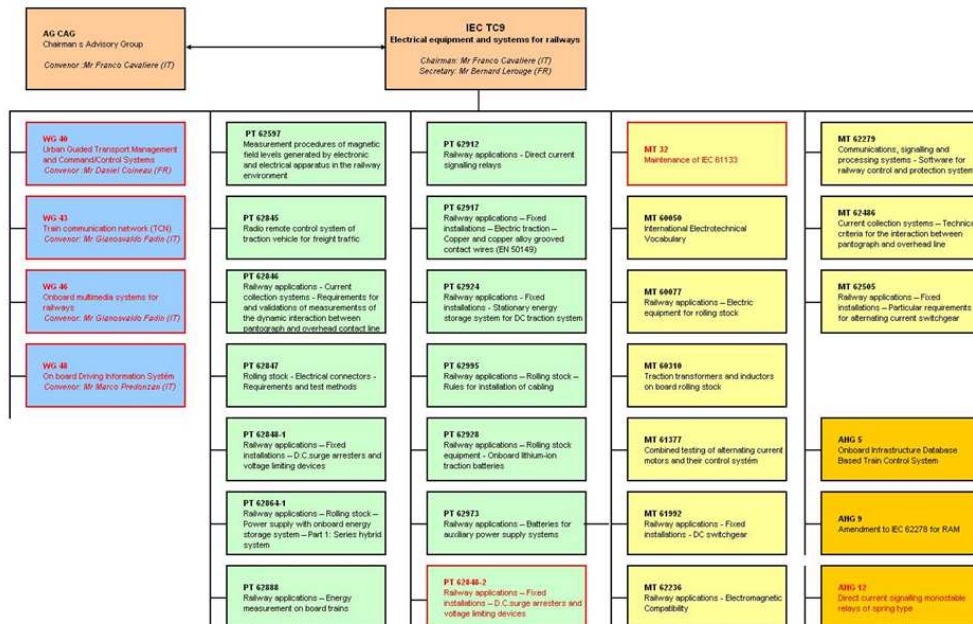 AG CAG
Chairman s Advisory Group
Convenor :Mr Franco Cavaliere (IT)
IEC TC9
Electrical equipment and systems for railways
Chairman: Mr Franco Cavaliere (IT)
Secretary: Mr Bernard Lerouge (FR)
WG 40
Urban Guided Transport Management
and Command/Control Systems
Convenor :Mr Daniel Coineau (FR)
WG 43
Train communication network (TCN)
Convenor: Mr Gianosvaldo Fadin (IT)
WG 46
Onboard multimedia systems for
railways
Convenor: Mr Gianosvaldo Fadin (IT)
WG 48
On board Driving Information Systém
Convenor: Mr Marco Predonzan (IT)
PT 62597
Measurement procedures of magnetic
field levels generated by electronic
and electrical apparatus in the railway
environment
PT 62845
Radio remote control system of
traction vehicle for freight traffic
PT 62846
Railway applications - Current
collection systems - Requirements for
and validations of measurementss of
the dynamic interaction between
pantograph and overhead contact line
PT 62847
Rolling stock - Electrical connectors -
Requirements and test methods
PT 62848-1
Railway applications – Fixed
installations – D.C.surge arresters and
voltage limiting devices
PT 62864-1
Railway applications – Rolling stock –
Power supply with onboard energy
storage system – Part 1: Series hybrid
system
PT 62888
Railway applications – Energy
measurement on board trains
PT 62912
Railway applications - Direct current
signalling relays
PT 62917
Railway applications – Fixed
installations – Electric traction –
Copper and copper alloy grooved
contact wires (EN 50149)
PT 62924
Railway applications - Fixed
installations - Stationary energy
storage system for DC traction system
PT 62995
Railway applications – Rolling stock –
Rules for installation of cabling
PT 62928
Railway applications – Rolling stock
equipment - Onboard lithium-ion
traction batteries
PT 62973
Railway applications – Batteries for
auxiliary power supply systems
PT 62848-2
Railway applications – Fixed
installations – D.C.surge arresters and
voltage limiting devices
MT 32
Maintenance of IEC 61133
MT 60050
International Electrotechnical
Vocabulary
MT 60077
Railway applications – Electric
equipment for rolling stock
MT 60310
Traction transformers and inductors
on board rolling stock
MT 61377
Combined testing of alternating current
motors and their control systém
MT 61992
Railway applications - Fixed
installations - DC switchgear
MT 62236
Railway applications - Electromagnetic
Compatibility
MT 62279
Communications, signalling and
processing systems - Software for
railway control and protection system
MT 62486
Current collection systems – Technic
criteria for the interaction between
pantograph and overhead line
MT 62505
Railway applications – Fixed
installations – Particular requirements
for alternating current switchgear
AHG 5
Onboard Infrastructure Database
Based Train Control System
AHG 9
Amendment to IEC 62278 for RAM
AHG 12
Direct current signalling monostable
relays of spring type